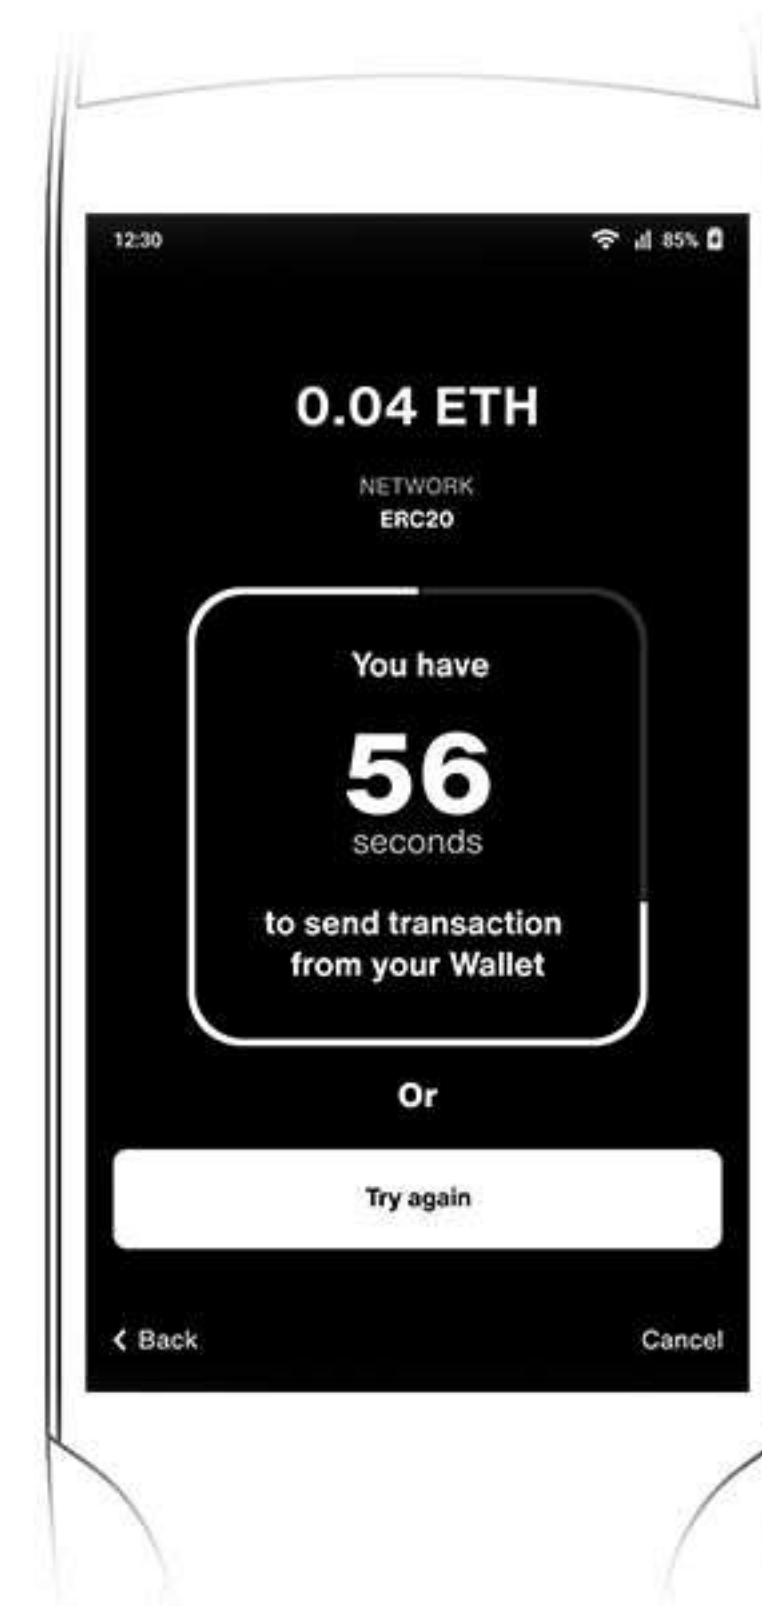 12:30 85%
0.04 ETH
NETWORK
ERC20
You have
56
seconds
to send transaction
from your Wallet
Or
Try again
Back Cancel